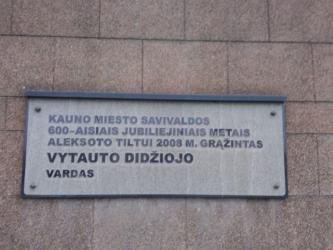 KAUNO MIESTO SAVIVALDOS
600-AISIAIS JUBILIEJINIAIS METAIS
ALEKSOTO TILTUI 2008 M. GRĄŽINTAS
VYTAUTO DIDŽIOJO
VARDAS